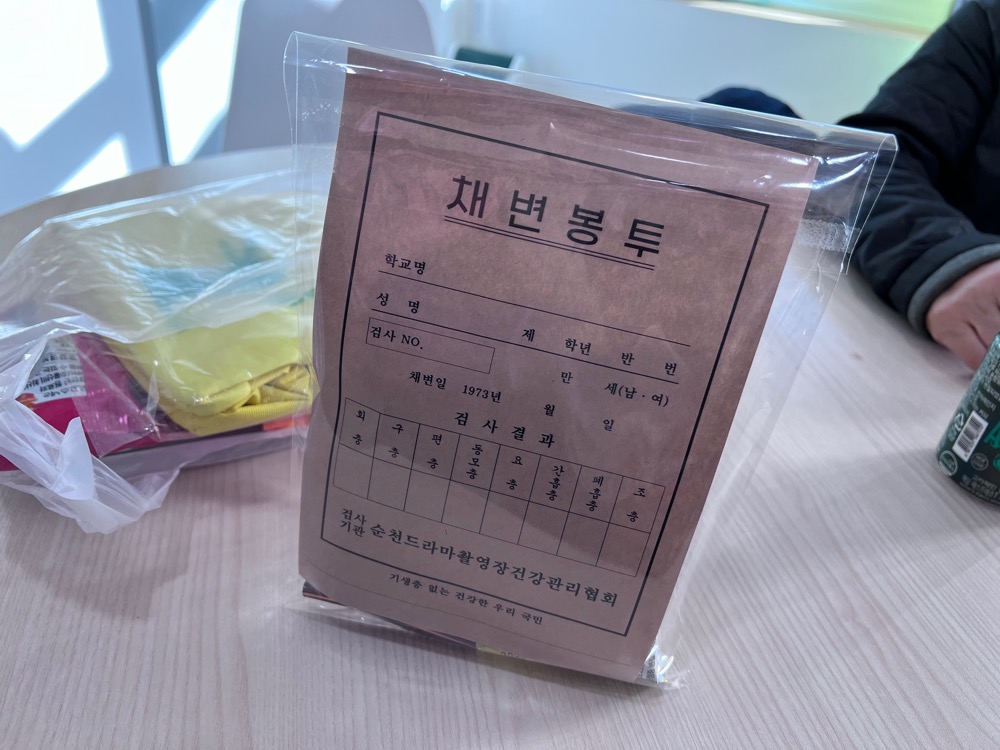 채변봉투
학교명
성 명
제 학년 반 번
검사 NO.
만 세(남·여)
채변일 1973년 월 일
검사결과
회충 구충 편충 동모충 요충 간흡충 폐흡충 조충
검사기관 순천드라마촬영장건강관리협회
기생충 없는 건강한 우리 국민